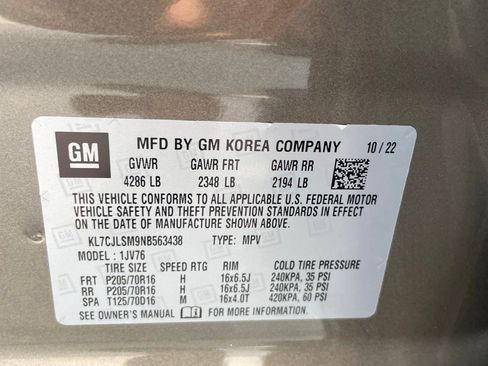 GM
MFD BY GM KOREA COMPANY 10/22
GVWR GAWR FRT GAWR RR
4286 LB 2348 LB 2194 LB
THIS VEHICLE CONFORMS TO ALL APPLICABLE U.S. FEDERAL MOTOR
VEHICLE SAFETY AND THEFT PREVENTION STANDARDS IN EFFECT
ON THE DATE OF MANUFACTURE SHOWN ABOVE.
KL7CJLSM9NB563438 TYPE: MPV
MODEL : 1JV76
TIRE SIZE SPEED RTG RIM COLD TIRE PRESSURE
FRT P205/70R16 H 16x6.5J 240KPA, 35 PSI
RR P205/70R16 H 16x6.5J 240KPA, 35 PSI
SPA T125/70D16 M 16x4.0T 420KPA, 60 PSI
SEE OWNER'S MANUAL FOR MORE INFORMATION.